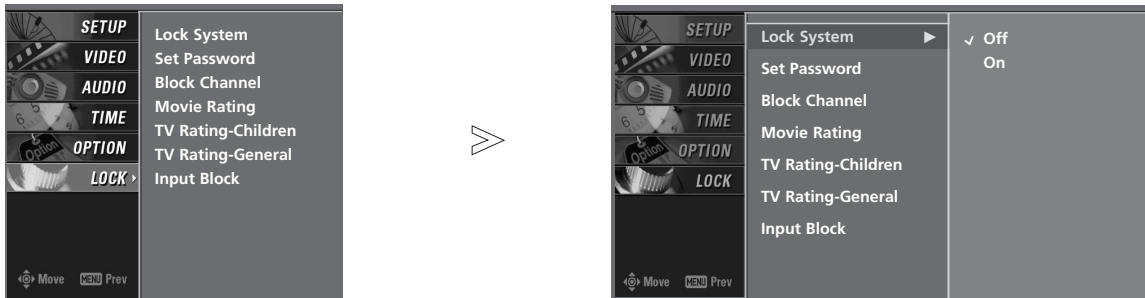 SETUP
VIDEO
AUDIO
TIME
OPTION
LOCK
Lock System
Set Password
Block Channel
Movie Rating
TV Rating-Children
TV Rating-General
Input Block
Move MENU Prev
SETUP
VIDEO
AUDIO
TIME
OPTION
LOCK
Lock System
Set Password
Block Channel
Movie Rating
TV Rating-Children
TV Rating-General
Input Block
Off
On
Move MENU Prev